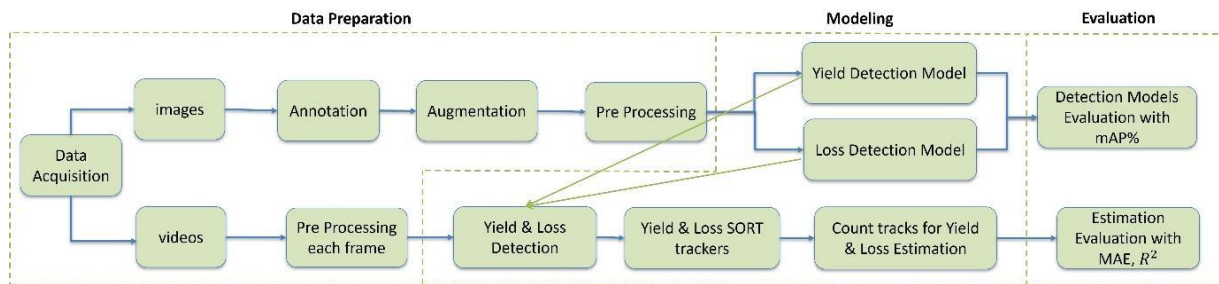 Data Preparation
Modeling
Evaluation
Data
Acquisition
images
Annotation
Augmentation
Pre Processing
Yield Detection Model
Loss Detection Model
Detection Models
Evaluation with
mAP%
videos
Pre Processing
each frame
Yield & Loss
Detection
Yield & Loss SORT
trackers
Count tracks for Yield
& Loss Estimation
Estimation
Evaluation with
MAE, R²